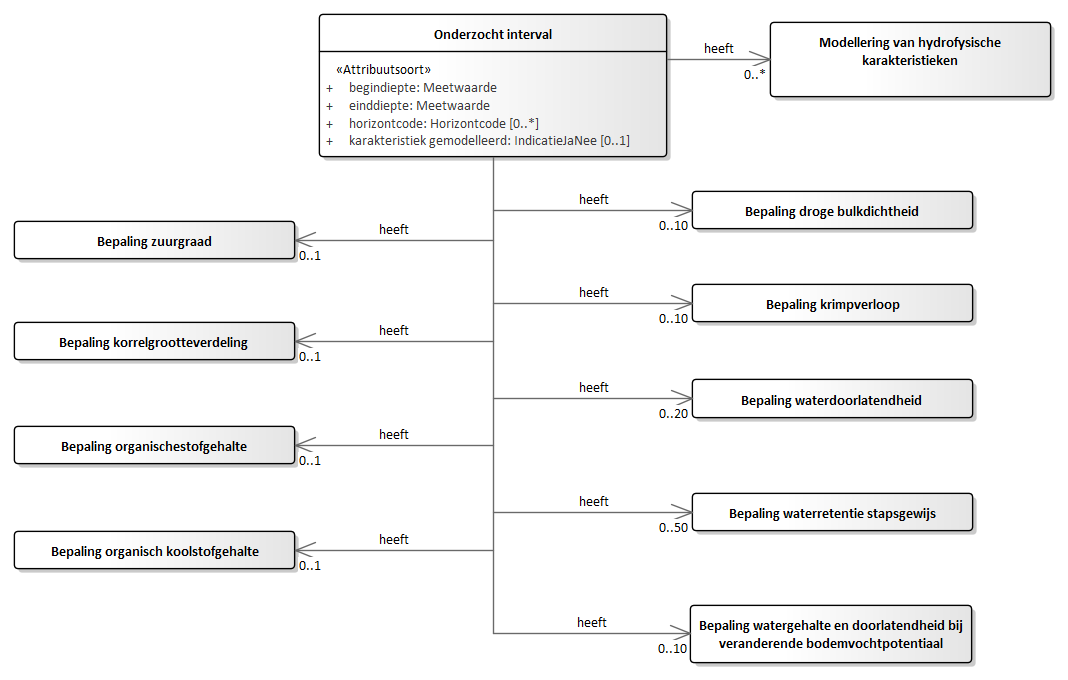 Onderzocht interval
«Attribuutsoort»
+ begindiepte: Meetwaarde
+ einddiepte: Meetwaarde
+ horizontcode: Horizontcode [0..*]
+ karakteristiek gemodelleerd: IndicatieJaNee [0..1]
heeft
0..*
Modellering van hydrofysische
karakteristieken
heeft
0..10
Bepaling droge bulkdichtheid
heeft
0..1
Bepaling zuurgraad
heeft
0..10
Bepaling krimpverloop
heeft
0..1
Bepaling korrelgrootteverdeling
heeft
0..20
Bepaling waterdoorlatendheid
heeft
0..1
Bepaling organischestofgehalte
heeft
0..50
Bepaling waterretentie stapsgewijs
heeft
0..1
Bepaling organisch koolstofgehalte
heeft
0..10
Bepaling watergehalte en doorlatendheid bij
veranderende bodemvochtpotentiaal